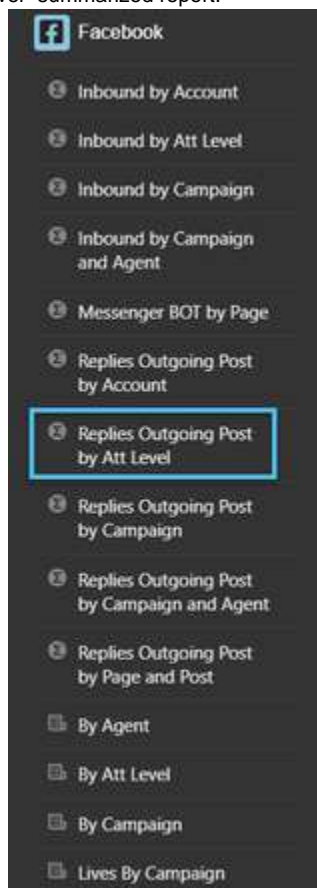 summarized report.
Facebook
Inbound by Account
Inbound by Att Level
Inbound by Campaign
Inbound by Campaign
and Agent
Messenger BOT by Page
Replies Outgoing Post
by Account
Replies Outgoing Post
by Att Level
Replies Outgoing Post
by Campaign
Replies Outgoing Post
by Campaign and Agent
Replies Outgoing Post
by Page and Post
By Agent
By Att Level
By Campaign
Lives By Campaign